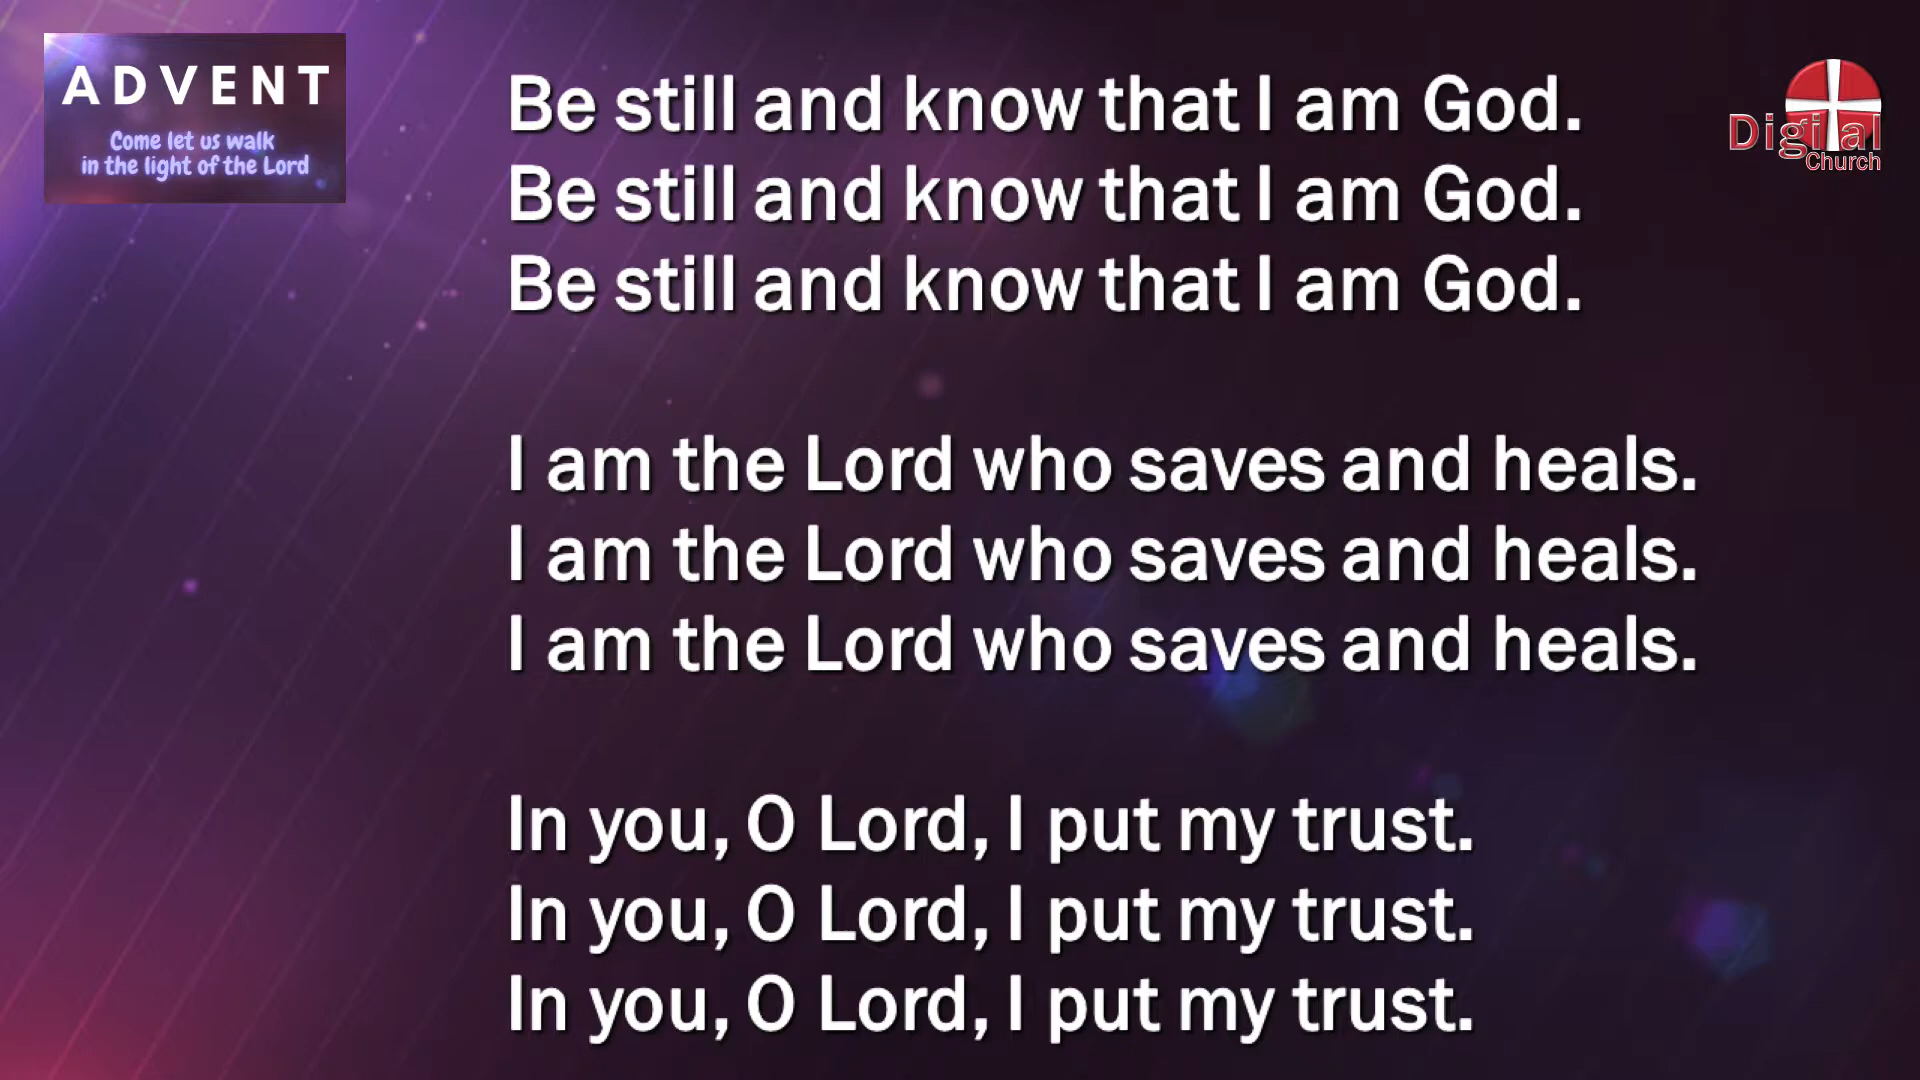 ADVENT
Come let us walk
in the light of the Lord
Digital
Church
Be still and know that I am God.
Be still and know that I am God.
Be still and know that I am God.
I am the Lord who saves and heals.
I am the Lord who saves and heals.
I am the Lord who saves and heals.
In you, O Lord, I put my trust.
In you, O Lord, I put my trust.
In you, O Lord, I put my trust.